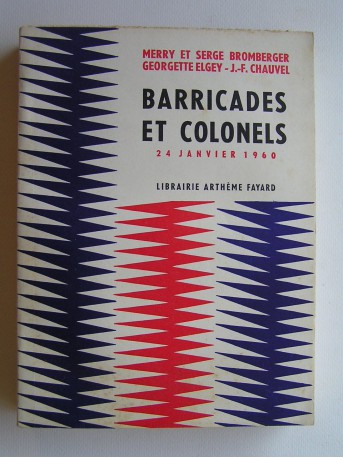 MERRY ET SERGE BROMBERGER
GEORGETTE ELGEY - J.-F. CHAUVEL
BARRICADES
ET COLONELS
24 JANVIER 1960
LIBRAIRIE ARTHÈME FAYARD